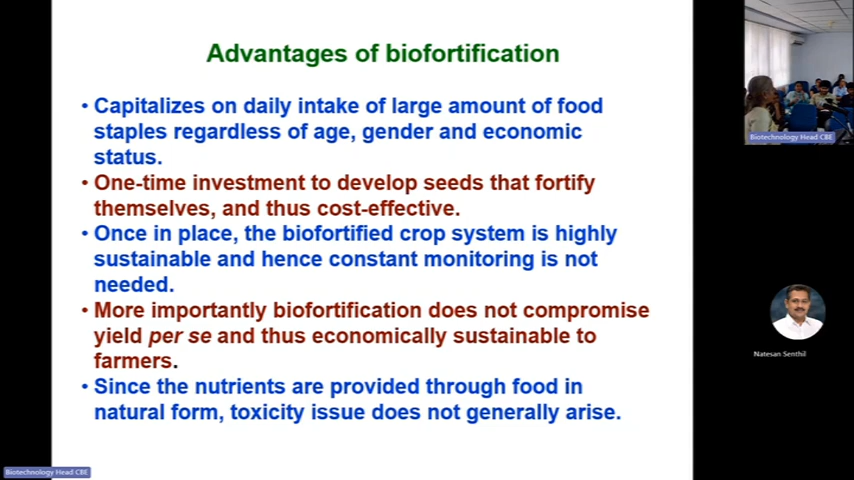 Advantages of biofortification
• Capitalizes on daily intake of large amount of food
staples regardless of age, gender and economic
status.
• One-time investment to develop seeds that fortify
themselves, and thus cost-effective.
• Once in place, the biofortified crop system is highly
sustainable and hence constant monitoring is not
needed.
• More importantly biofortification does not compromise
yield per se and thus economically sustainable to
farmers.
• Since the nutrients are provided through food in
natural form, toxicity issue does not generally arise.
Biotechnology Head CBE
Natesan Senthil
Biotechnology Head CBE